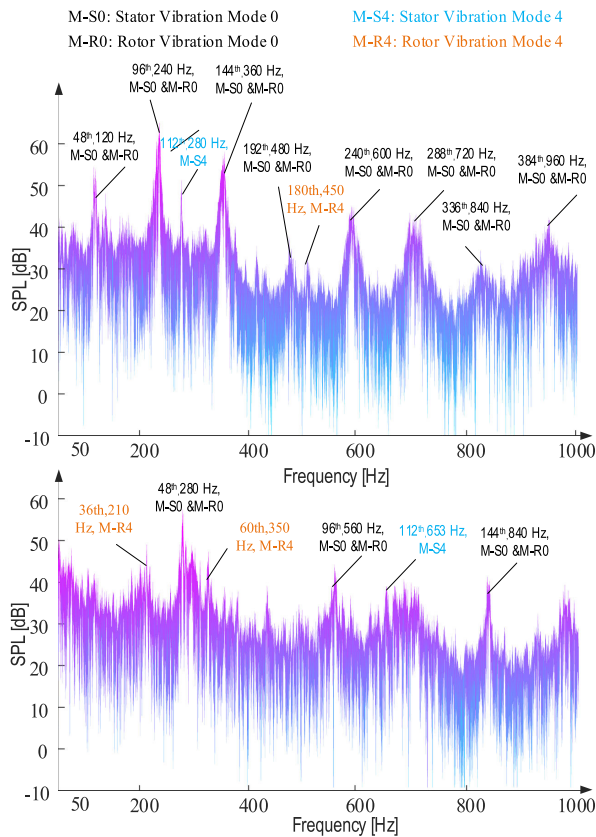 M-S0: Stator Vibration Mode 0
M-S4: Stator Vibration Mode 4
M-R0: Rotor Vibration Mode 0
M-R4: Rotor Vibration Mode 4
96th,240 Hz,
M-S0 &M-R0
144th,360 Hz,
M-S0 &M-R0
48th,120 Hz,
M-S0 &M-R0
112th,280 Hz,
M-S4
192th,480 Hz,
M-S0 &M-R0
180th,450
Hz, M-R4
240th,600 Hz,
M-S0 &M-R0
288th,720 Hz,
M-S0 &M-R0
336th,840 Hz,
M-S0 &M-R0
384th,960 Hz,
M-S0 &M-R0
SPL [dB]
60
50
40
30
20
10
0
-10
50
200
400
600
800
1000
Frequency [Hz]
36th,210
Hz, M-R4
48th,280 Hz,
M-S0 &M-R0
60th,350
Hz, M-R4
96th,560 Hz,
M-S0 &M-R0
112th,653 Hz,
M-S4
144th,840 Hz,
M-S0 &M-R0
SPL [dB]
60
50
40
30
20
10
0
-10
50
200
400
600
800
1000
Frequency [Hz]